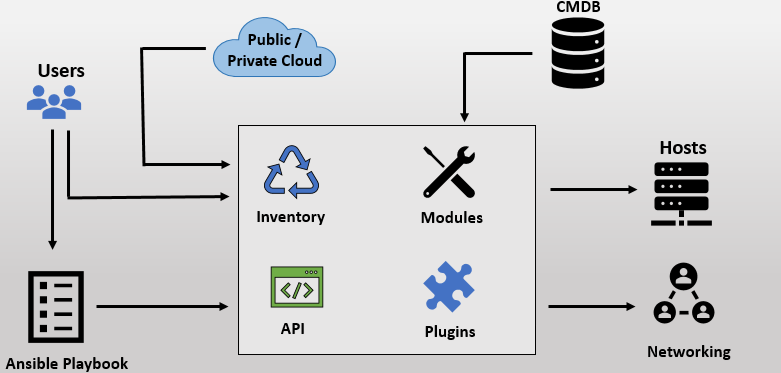 CMDB
Public /
Private Cloud
Users
Hosts
Inventory
Modules
</>
API
Plugins
Networking
Ansible Playbook